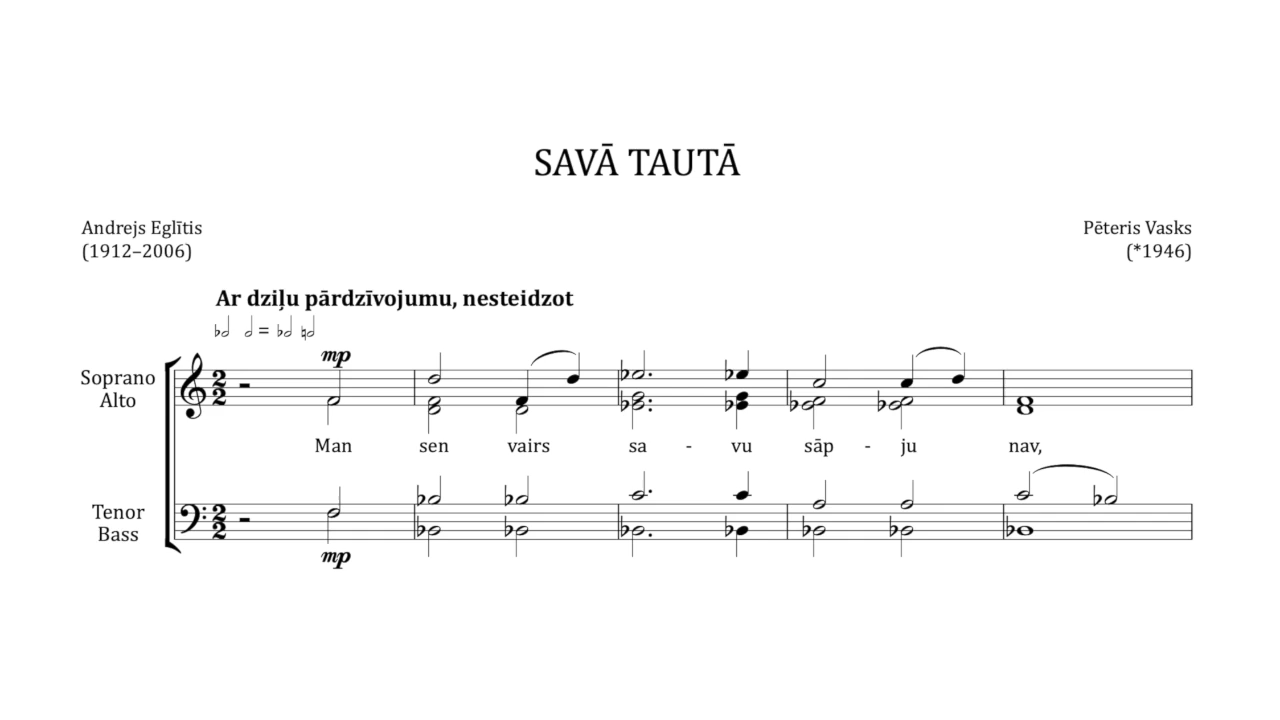 SAVĀ TAUTĀ
Andrejs Eglītis
(1912–2006)
Pēteris Vasks
(*1946)
Ar dziļu pārdzīvojumu, nesteidzot
mp
Soprano
Alto
Man sen vairs sa - vu sāp - ju nav,
Tenor
Bass
mp